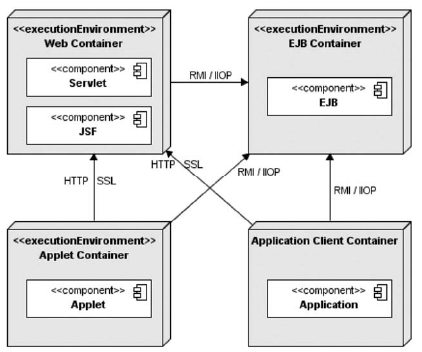 <<executionEnvironment>>
Web Container
<<component>>
Servlet
<<component>>
JSF
RMI / IIOP
<<executionEnvironment>>
EJB Container
<<component>>
EJB
HTTP SSL
HTTP SSL
RMI / IIOP
RMI / IIOP
<<executionEnvironment>>
Applet Container
<<component>>
Applet
Application Client Container
<<component>>
Application